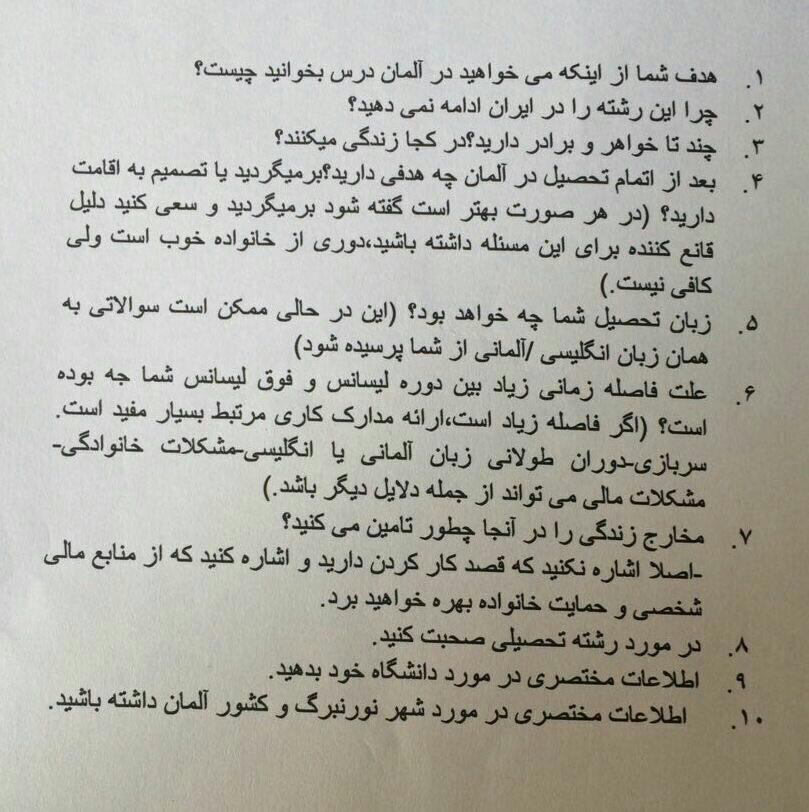 ۱. هدف شما از اینکه می خواهید در آلمان درس بخوانید چیست؟
۲. چرا این رشته را در ایران ادامه نمی دهید؟
۳. چند تا خواهر و برادر دارید؟در کجا زندگی میکنند؟
۴. بعد از اتمام تحصیل در آلمان چه هدفی دارید؟برمیگردید یا تصمیم به اقامت
دارید؟ (در هر صورت بهتر است گفته شود برمیگردید و سعی کنید دلیل
قانع کننده برای این مسئله داشته باشید،دوری از خانواده خوب است ولی
کافی نیست.)
۵. زبان تحصیل شما چه خواهد بود؟ (این در حالی ممکن است سوالاتی به
همان زبان انگلیسی /آلمانی از شما پرسیده شود)
۶. علت فاصله زمانی زیاد بین دوره لیسانس و فوق لیسانس شما جه بوده
است؟ (اگر فاصله زیاد است،ارائه مدارک کاری مرتبط بسیار مفید است.
سربازی-دوران طولانی زبان آلمانی یا انگلیسی-مشکلات خانوادگی-
مشکلات مالی می تواند از جمله دلایل دیگر باشد.)
۷. مخارج زندگی را در آنجا چطور تامین می کنید؟
-اصلا اشاره نکنید که قصد کار کردن دارید و اشاره کنید که از منابع مالی
شخصی و حمایت خانواده بهره خواهید برد.
۸. در مورد رشته تحصیلی صحبت کنید.
۹. اطلاعات مختصری در مورد دانشگاه خود بدهید.
۱۰. اطلاعات مختصری در مورد شهر نورنبرگ و کشور آلمان داشته باشید.